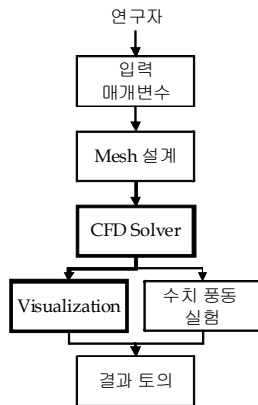 연구자
입력
매개변수
Mesh 설계
CFD Solver
Visualization
수치 풍동
실험
결과 토의